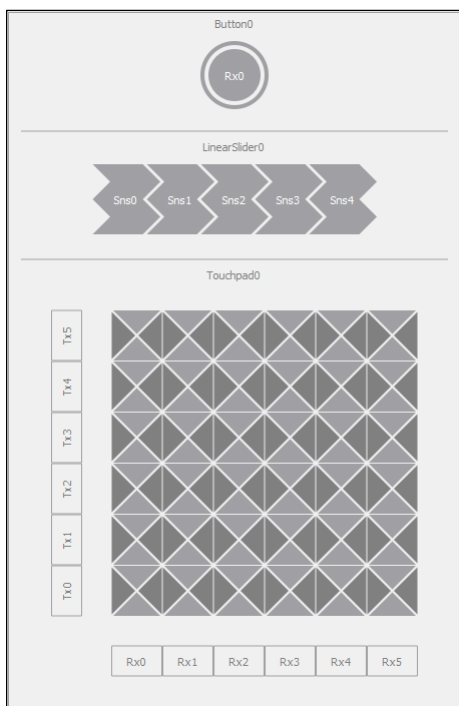 Button0
Rx0
LinearSlider0
Sns0 Sns1 Sns2 Sns3 Sns4
Touchpad0
Tx5
Tx4
Tx3
Tx2
Tx1
Tx0
Rx0 Rx1 Rx2 Rx3 Rx4 Rx5